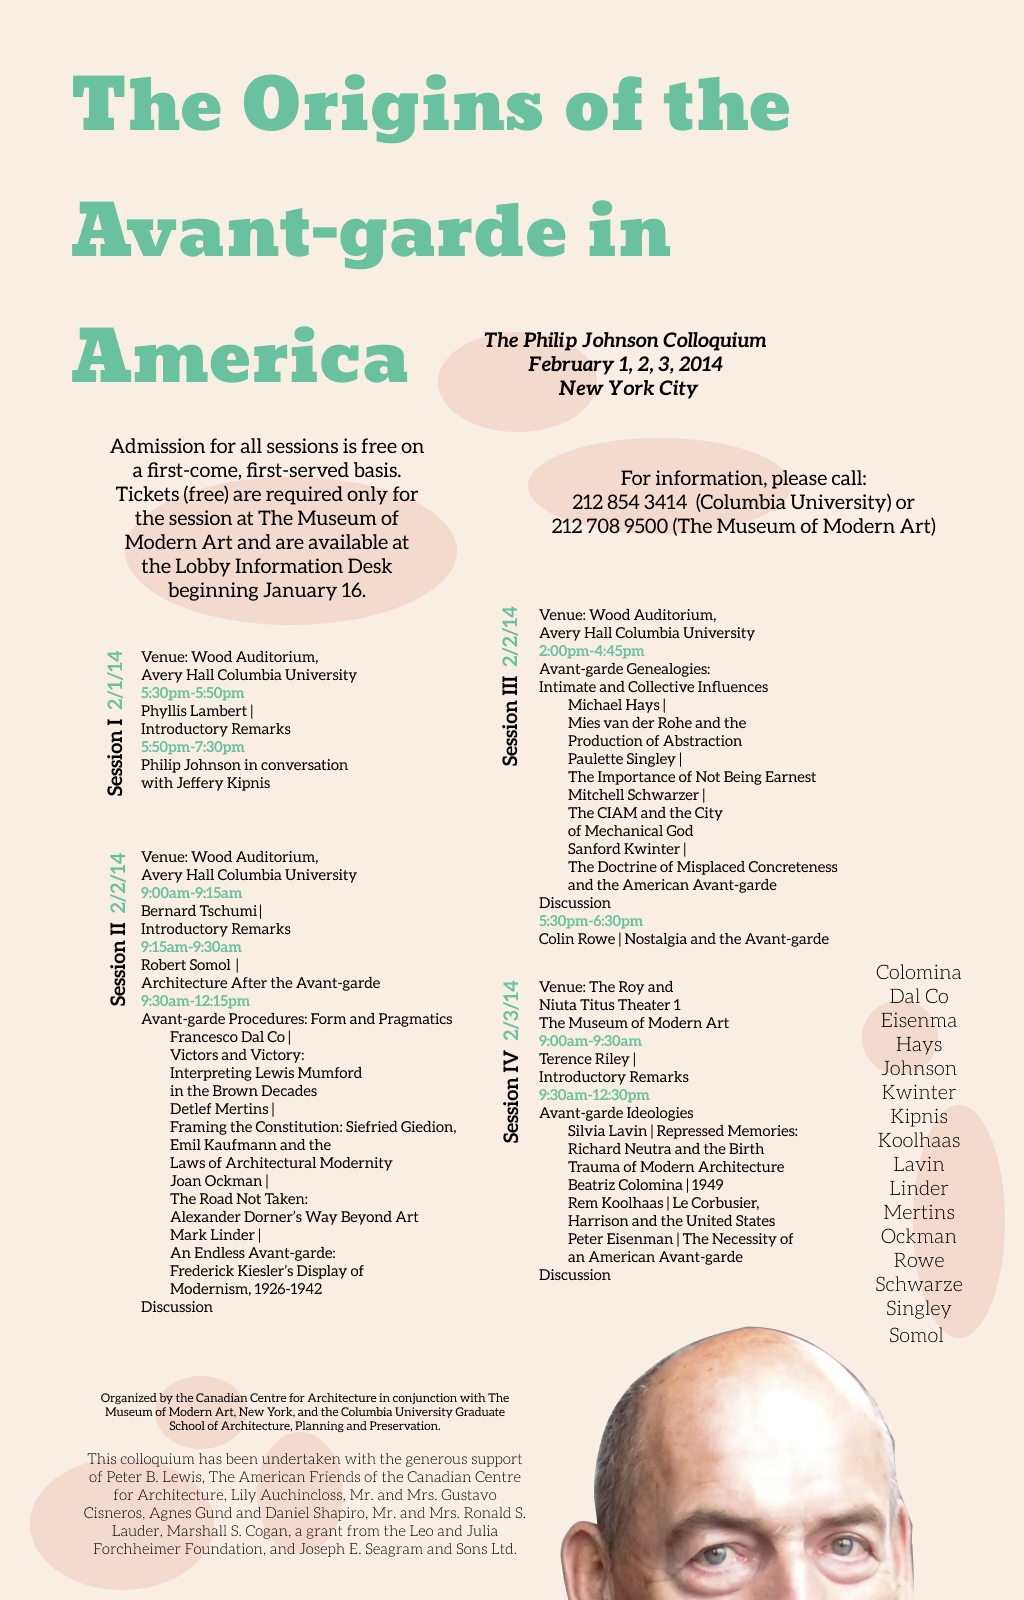 The Origins of the
Avant-garde in
America
The Philip Johnson Colloquium
February 1, 2, 3, 2014
New York City
Admission for all sessions is free on
a first-come, first-served basis.
Tickets (free) are required only for
the session at The Museum of
Modern Art and are available at
the Lobby Information Desk
beginning January 16.
For information, please call:
212 854 3414 (Columbia University) or
212 708 9500 (The Museum of Modern Art)
Session I 2/1/14
Venue: Wood Auditorium,
Avery Hall Columbia University
5:30pm-5:50pm
Phyllis Lambert |
Introductory Remarks
5:50pm-7:30pm
Philip Johnson in conversation
with Jeffery Kipnis
Session II 2/2/14
Venue: Wood Auditorium,
Avery Hall Columbia University
9:00am-9:15am
Bernard Tschumi|
Introductory Remarks
9:15am-9:30am
Robert Somol |
Architecture After the Avant-garde
9:30am-12:15pm
Avant-garde Procedures: Form and Pragmatics
Francesco Dal Co |
Victors and Victory:
Interpreting Lewis Mumford
in the Brown Decades
Detlef Mertins |
Framing the Constitution: Siefried Giedion,
Emil Kaufmann and the
Laws of Architectural Modernity
Joan Ockman |
The Road Not Taken:
Alexander Dorner's Way Beyond Art
Mark Linder |
An Endless Avant-garde:
Frederick Kiesler's Display of
Modernism, 1926-1942
Discussion
Session III 2/2/14
Venue: Wood Auditorium,
Avery Hall Columbia University
2:00pm-4:45pm
Avant-garde Genealogies:
Intimate and Collective Influences
Michael Hays |
Mies van der Rohe and the
Production of Abstraction
Paulette Singley |
The Importance of Not Being Earnest
Mitchell Schwarzer |
The CIAM and the City
of Mechanical God
Sanford Kwinter |
The Doctrine of Misplaced Concreteness
and the American Avant-garde
Discussion
5:30pm-6:30pm
Colin Rowe | Nostalgia and the Avant-garde
Session IV 2/3/14
Venue: The Roy and
Niuta Titus Theater 1
The Museum of Modern Art
9:00am-9:30am
Terence Riley |
Introductory Remarks
9:30am-12:30pm
Avant-garde Ideologies
Silvia Lavin | Repressed Memories:
Richard Neutra and the Birth
Trauma of Modern Architecture
Beatriz Colomina | 1949
Rem Koolhaas | Le Corbusier,
Harrison and the United States
Peter Eisenman | The Necessity of
an American Avant-garde
Discussion
Colomina
Dal Co
Eisenma
Hays
Johnson
Kwinter
Kipnis
Koolhaas
Lavin
Linder
Mertins
Ockman
Rowe
Schwarze
Singley
Somol
Organized by the Canadian Centre for Architecture in conjunction with The
Museum of Modern Art, New York, and the Columbia University Graduate
School of Architecture, Planning and Preservation.
This colloquium has been undertaken with the generous support
of Peter B. Lewis, The American Friends of the Canadian Centre
for Architecture, Lily Auchincloss, Mr. and Mrs. Gustavo
Cisneros, Agnes Gund and Daniel Shapiro, Mr. and Mrs. Ronald S.
Lauder, Marshall S. Cogan, a grant from the Leo and Julia
Forchheimer Foundation, and Joseph E. Seagram and Sons Ltd.